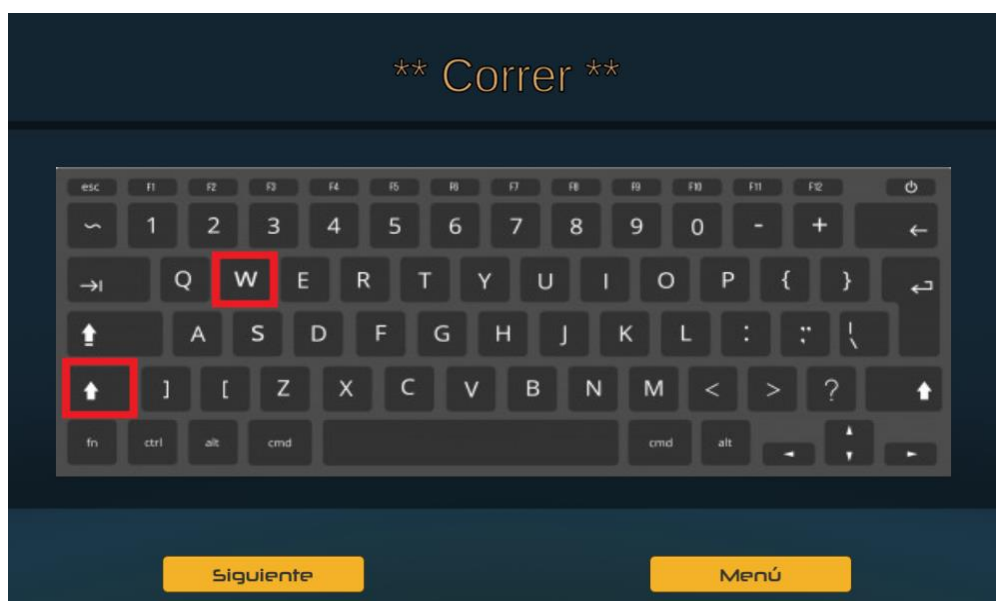 ** Correr **
esc F1 F2 F3 F4 F5 F6 F7 F8 F9 F10 F11 F12
~ 1 2 3 4 5 6 7 8 9 0 - + ←
→| Q W E R T Y U I O P { } ↵
A S D F G H J K L : " ; | \
] [ Z X C V B N M < > ?
fn ctrl alt cmd cmd alt
Siguiente Menú